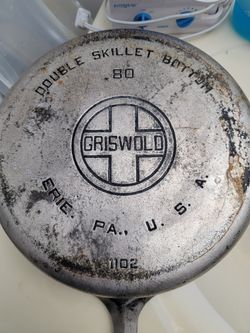 DOUBLE SKILLET BOTTOM
80
GRISWOLD
ERIE PA., U. S. A.
1102